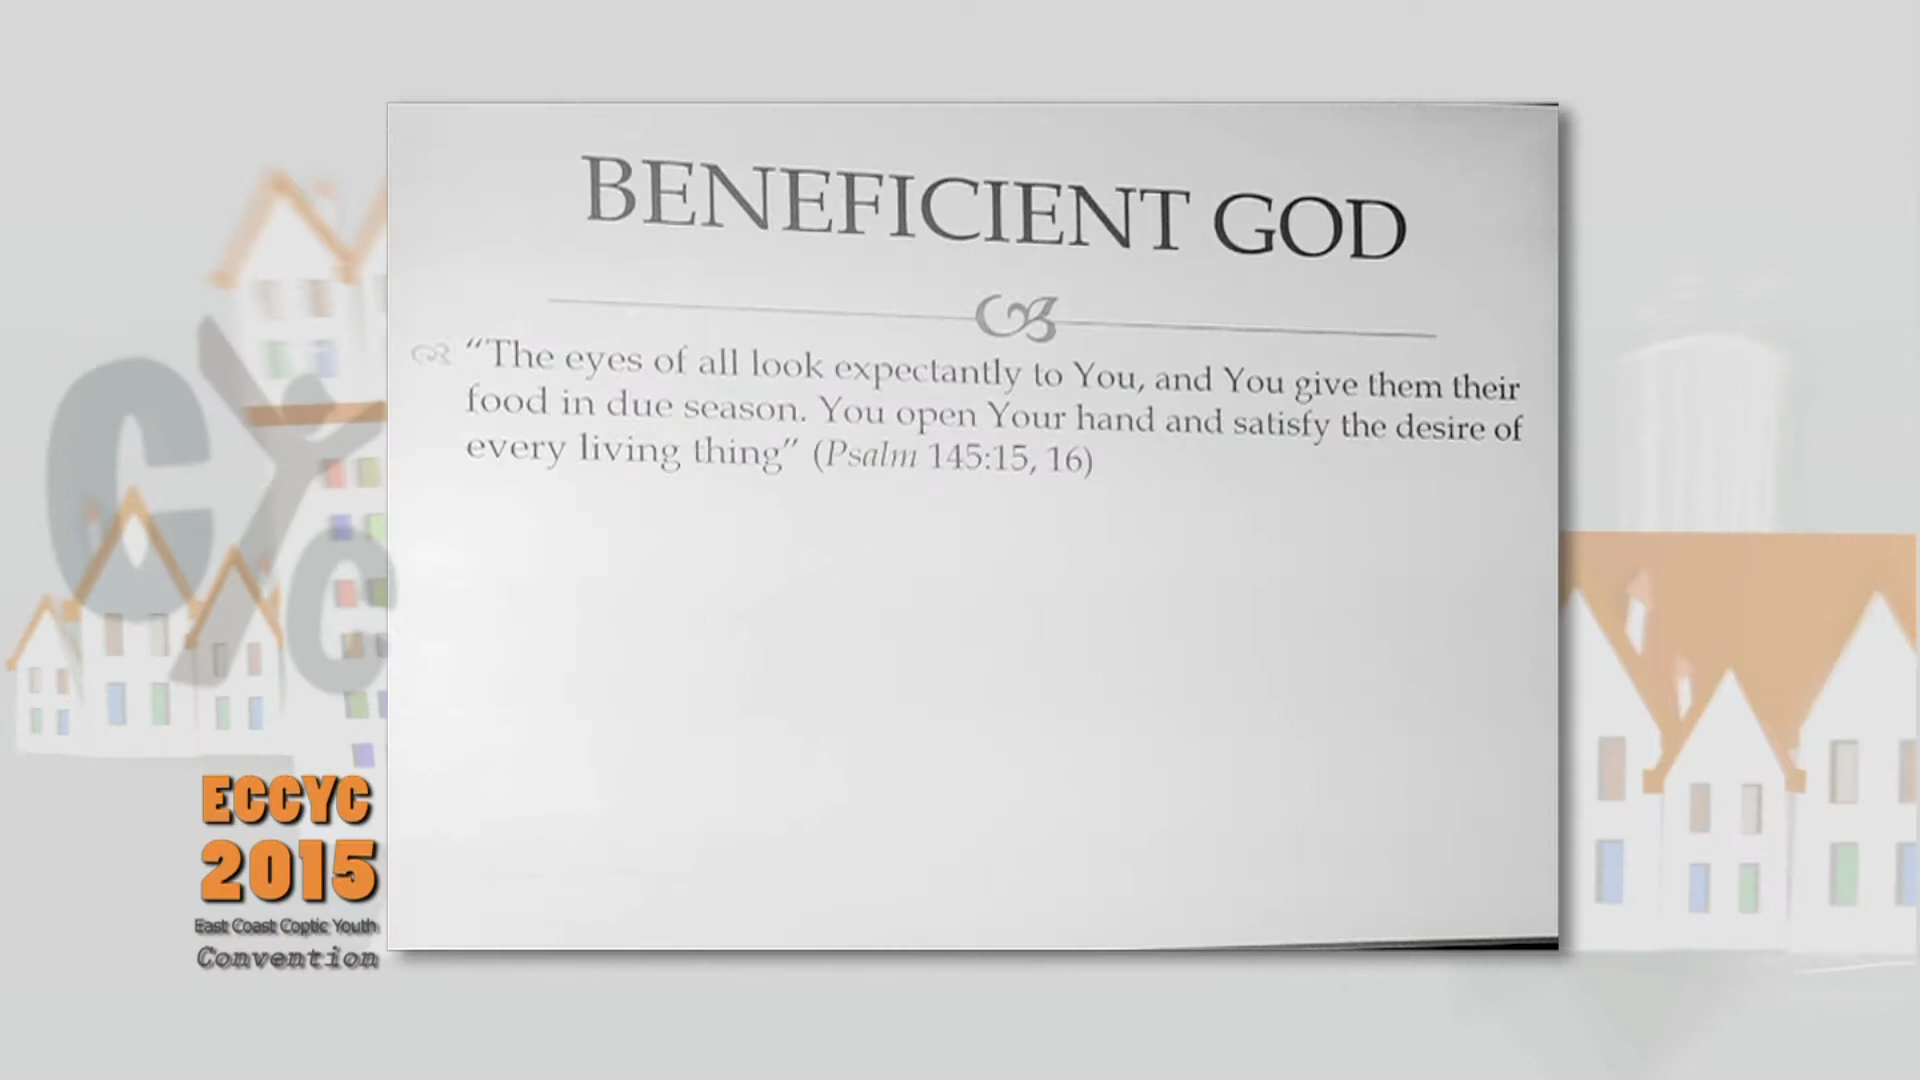 BENEFICIENT GOD
“The eyes of all look expectantly to You, and You give them their
food in due season. You open Your hand and satisfy the desire of
every living thing” (Psalm 145:15, 16)
CYC
ECCYC
2015
East Coast Coptic Youth
Convention